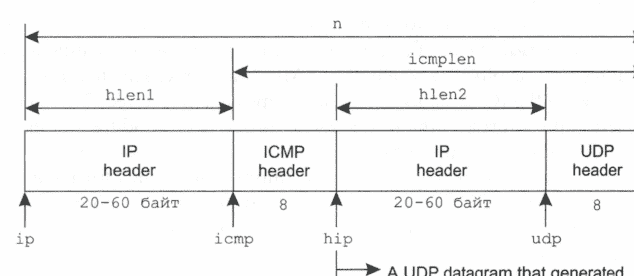 n
icmplen
hlen1 hlen2
IP header ICMP header IP header UDP header
20-60 байт 8 20-60 байт 8
ip icmp hip udp
A UDP datagram that generated